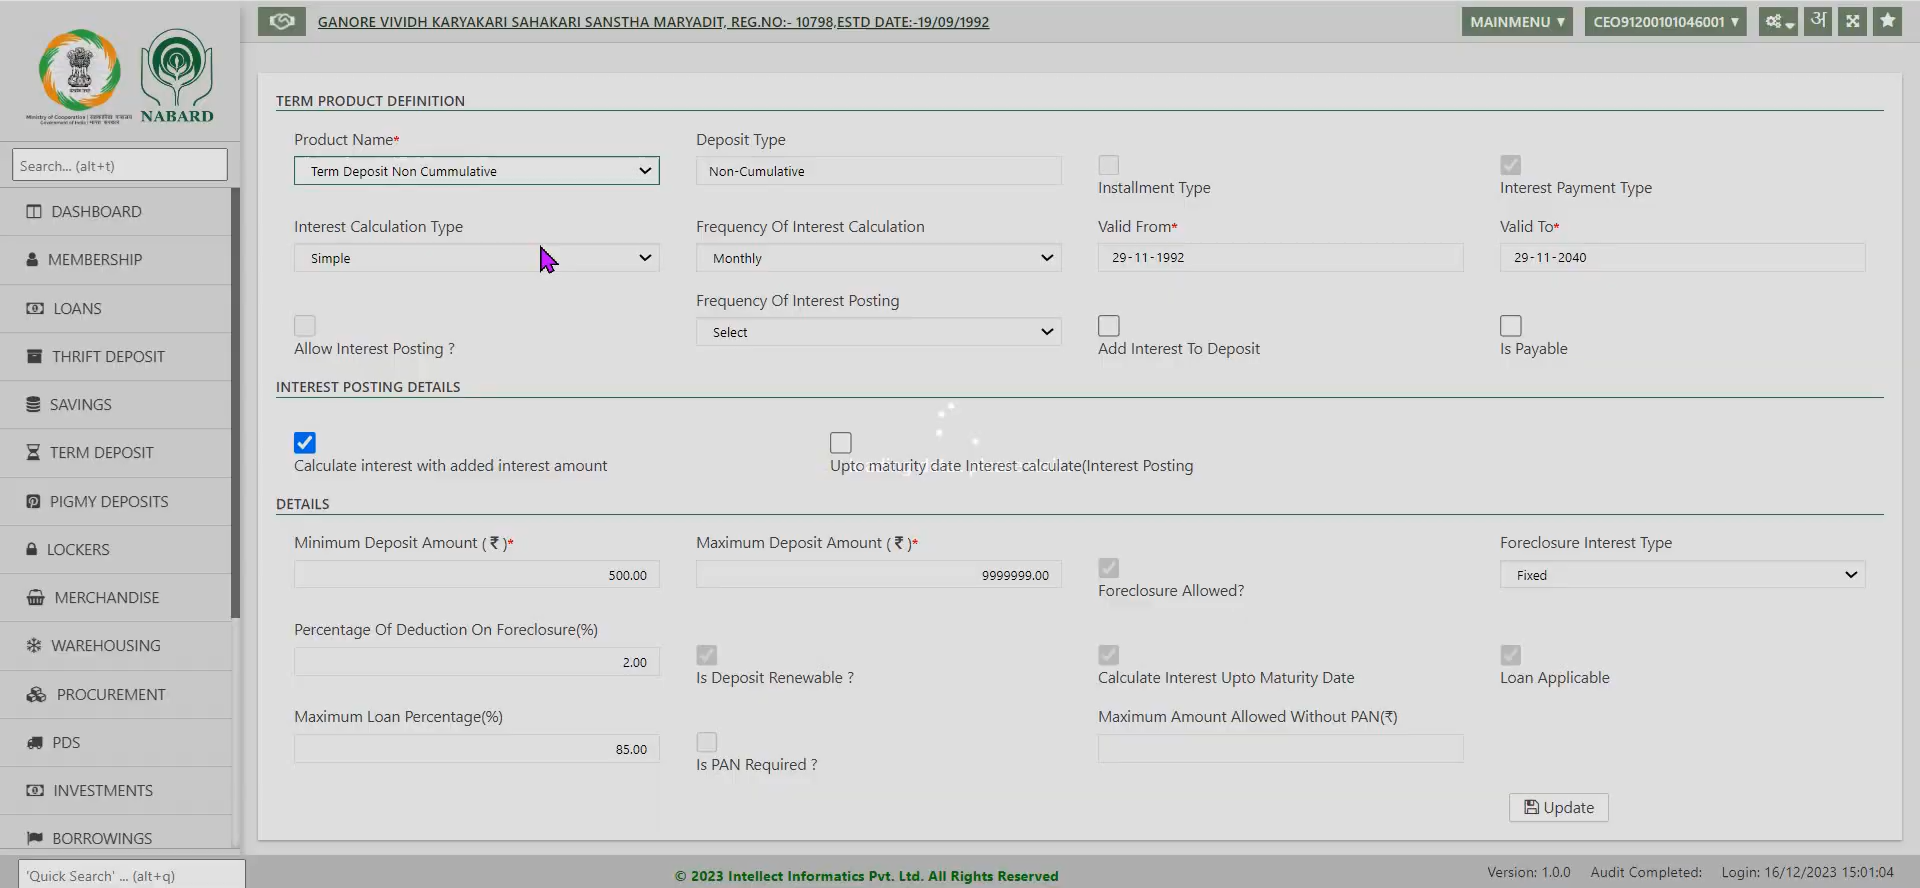 GANORE VIVIDH KARYAKARI SAHAKARI SANSTHA MARYADIT, REG.NO:- 10798,ESTD DATE:-19/09/1992
MAINMENU ▾
CEO91200101046001 ▾
अ
NABARD
Search... (alt+t)
DASHBOARD
MEMBERSHIP
LOANS
THRIFT DEPOSIT
SAVINGS
TERM DEPOSIT
PIGMY DEPOSITS
LOCKERS
MERCHANDISE
WAREHOUSING
PROCUREMENT
PDS
INVESTMENTS
BORROWINGS
'Quick Search' ... (alt+q)
TERM PRODUCT DEFINITION
Product Name* Deposit Type
Term Deposit Non Cummulative Non-Cumulative
Installment Type Interest Payment Type
Interest Calculation Type Frequency Of Interest Calculation Valid From* Valid To*
Simple Monthly 29-11-1992 29-11-2040
Frequency Of Interest Posting
Select
Allow Interest Posting ? Add Interest To Deposit Is Payable
INTEREST POSTING DETAILS
Calculate interest with added interest amount Upto maturity date Interest calculate(Interest Posting
DETAILS
Minimum Deposit Amount ( ₹ )* Maximum Deposit Amount ( ₹ )* Foreclosure Interest Type
500.00 9999999.00 Fixed
Foreclosure Allowed?
Percentage Of Deduction On Foreclosure(%)
2.00
Is Deposit Renewable ? Calculate Interest Upto Maturity Date Loan Applicable
Maximum Loan Percentage(%) Maximum Amount Allowed Without PAN(₹)
85.00
Is PAN Required ?
Update
© 2023 Intellect Informatics Pvt. Ltd. All Rights Reserved
Version: 1.0.0 Audit Completed: Login: 16/12/2023 15:01:04